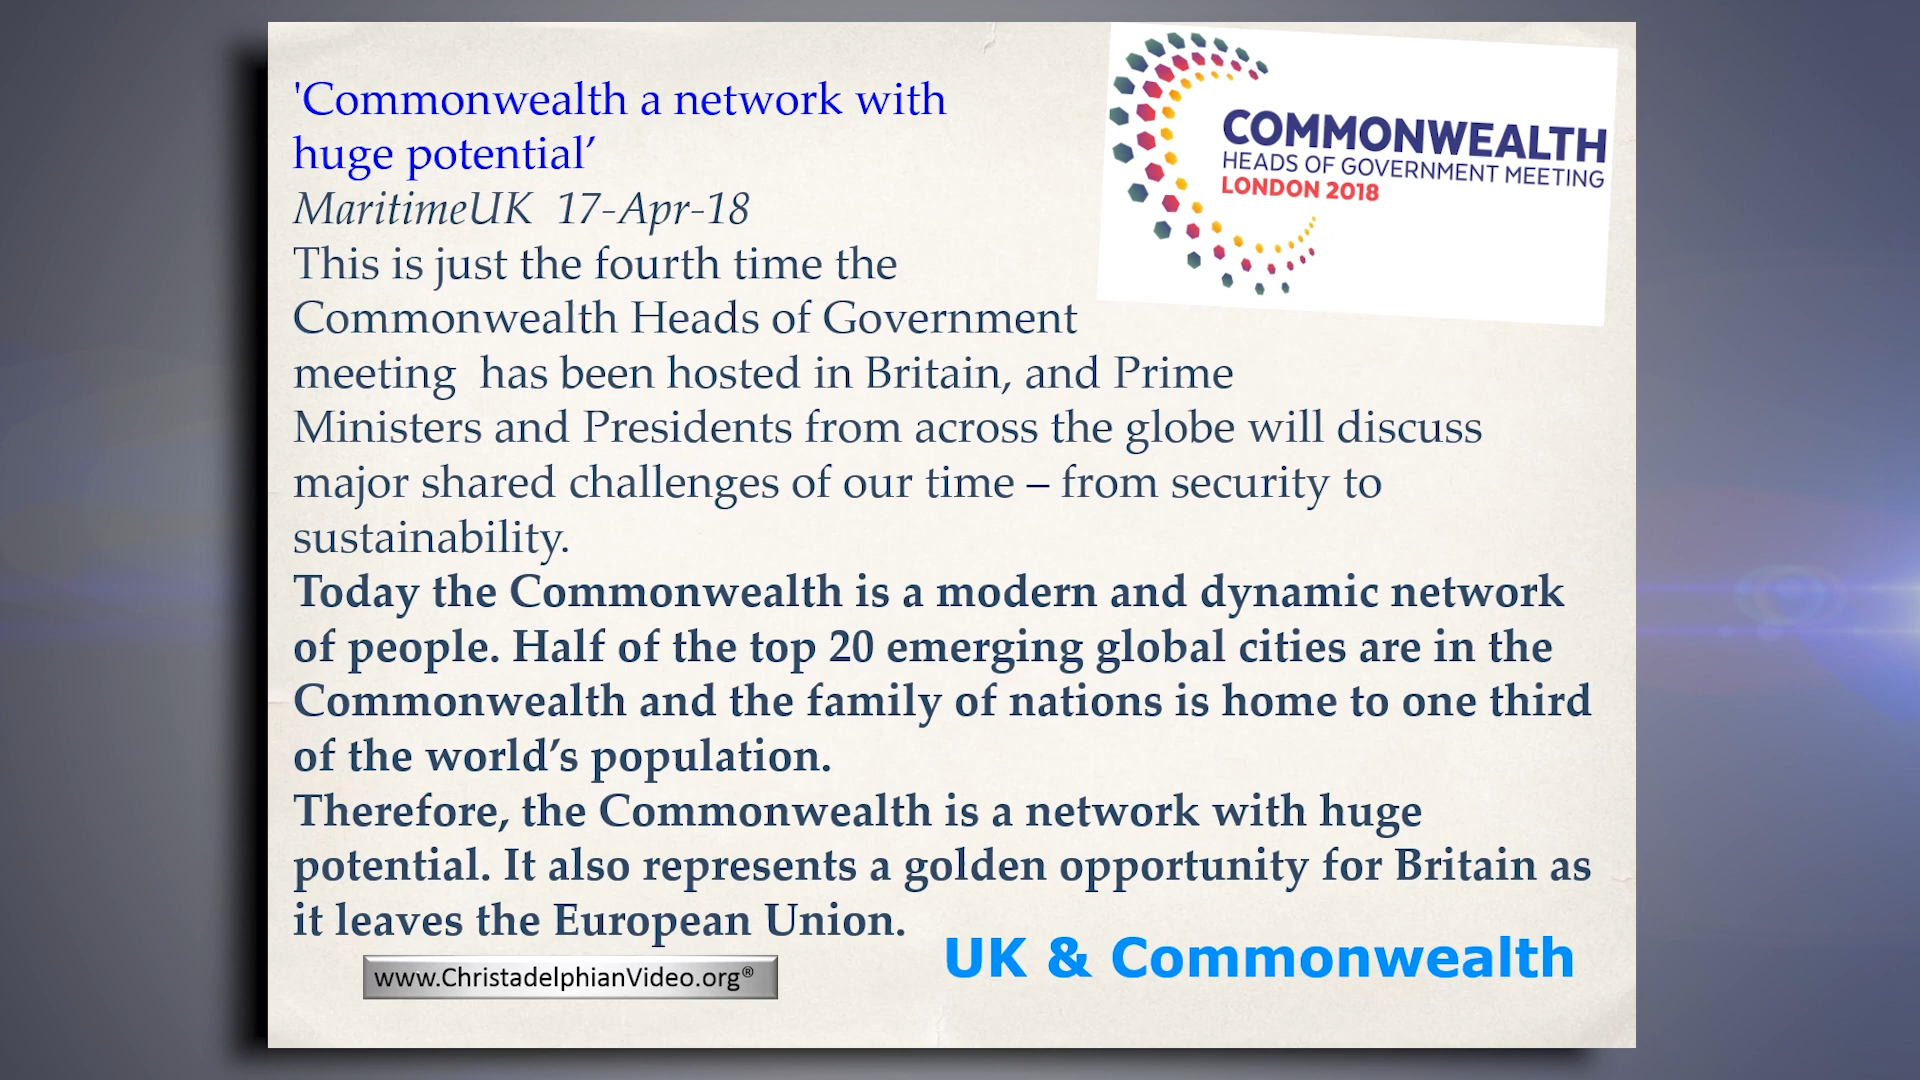 'Commonwealth a network with
huge potential’
MaritimeUK 17-Apr-18
This is just the fourth time the
Commonwealth Heads of Government
meeting has been hosted in Britain, and Prime
Ministers and Presidents from across the globe will discuss
major shared challenges of our time – from security to
sustainability.
Today the Commonwealth is a modern and dynamic network
of people. Half of the top 20 emerging global cities are in the
Commonwealth and the family of nations is home to one third
of the world’s population.
Therefore, the Commonwealth is a network with huge
potential. It also represents a golden opportunity for Britain as
it leaves the European Union.
COMMONWEALTH
HEADS OF GOVERNMENT MEETING
LONDON 2018
UK & Commonwealth
www.ChristadelphianVideo.org®